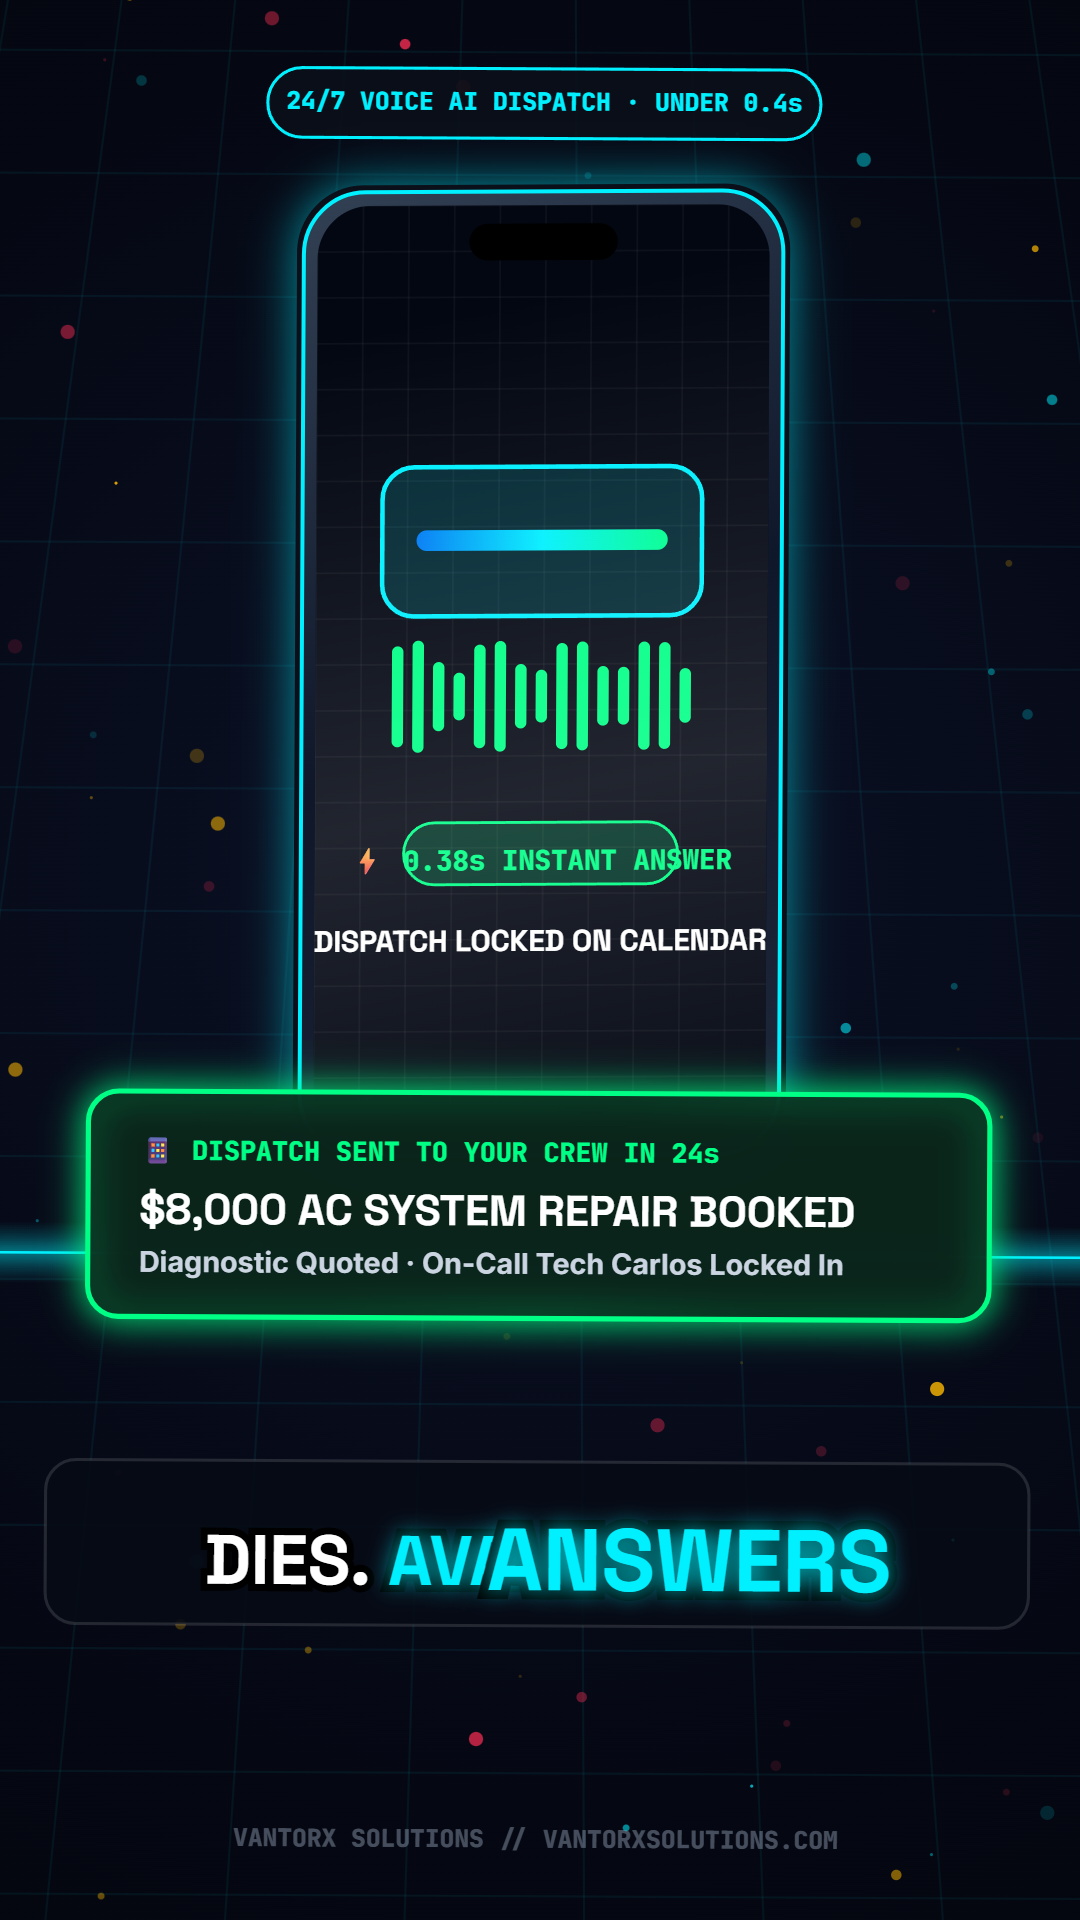 24/7 VOICE AI DISPATCH · UNDER 0.4s
⚡ 0.38s INSTANT ANSWER
DISPATCH LOCKED ON CALENDAR
📱 DISPATCH SENT TO YOUR CREW IN 24s
$8,000 AC SYSTEM REPAIR BOOKED
Diagnostic Quoted · On-Call Tech Carlos Locked In
DIES. ANSWERS
VANTORX SOLUTIONS // VANTORXSOLUTIONS.COM